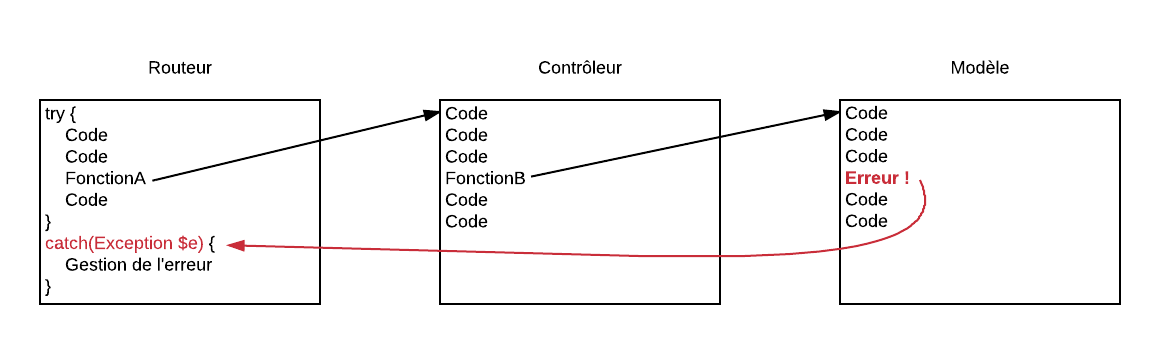 Routeur
Contrôleur
Modèle
try {
Code
Code
FonctionA
Code
}
catch(Exception $e) {
Gestion de l'erreur
}
Code
Code
Code
FonctionB
Code
Code
Code
Code
Code
Erreur !
Code
Code